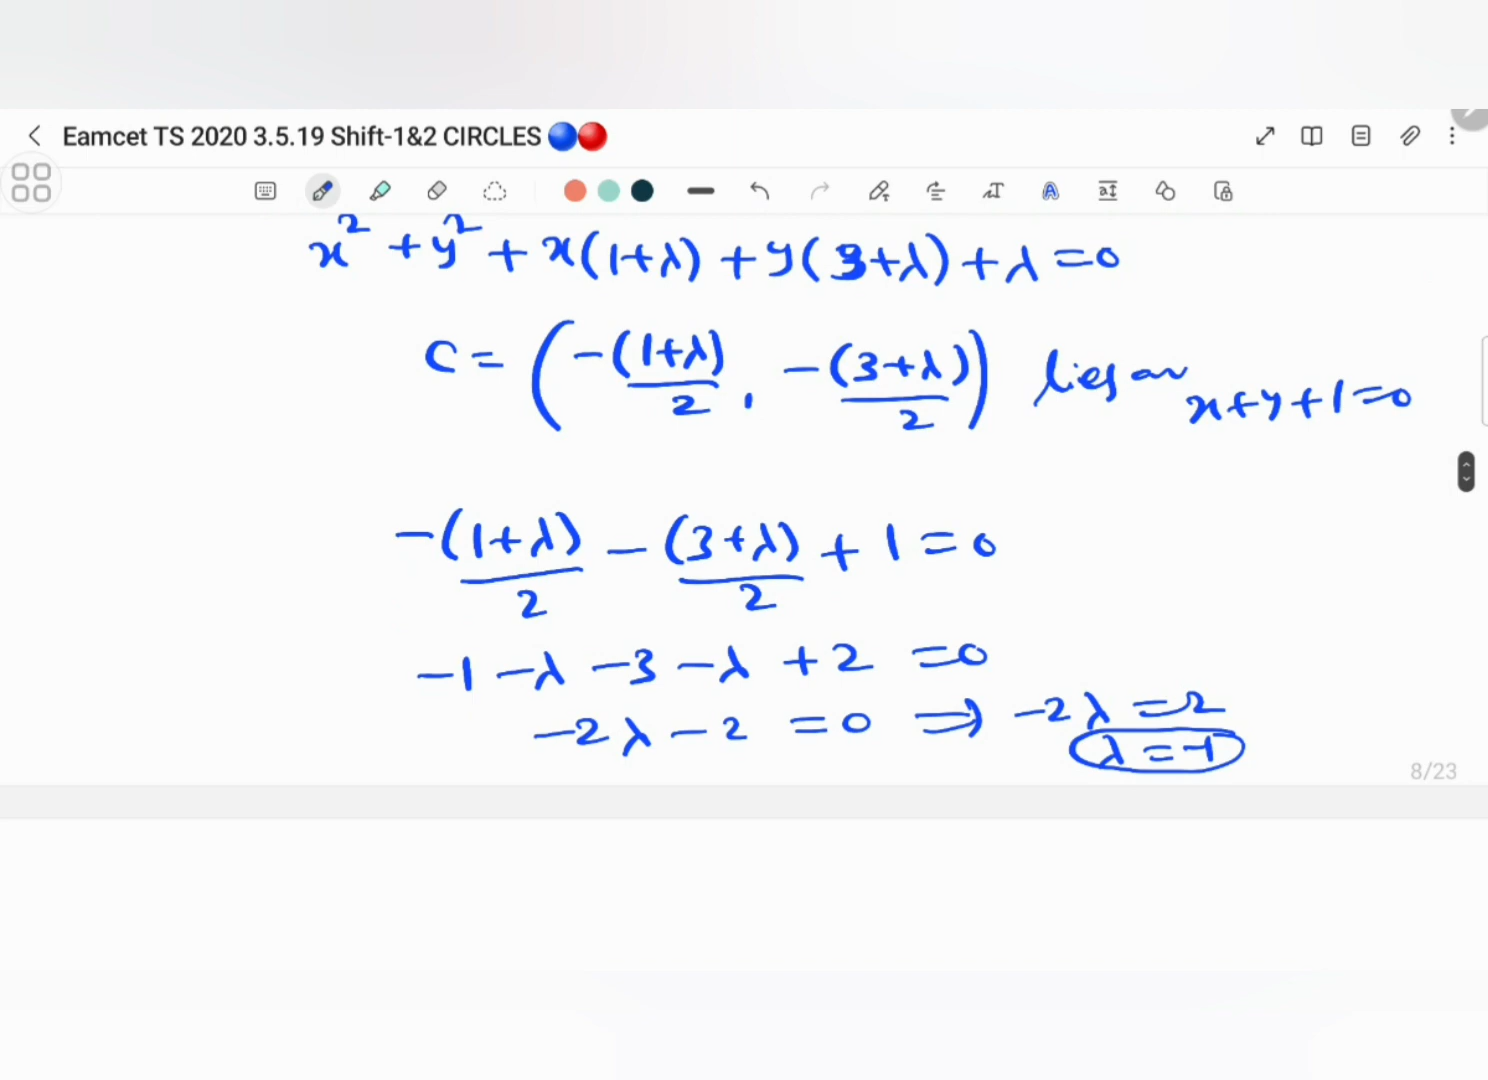 Eamcet TS 2020 3.5.19 Shift-1&2 CIRCLES
x² + y² + x(1+λ) + y(3+λ) + λ = 0
C = (-(1+λ)/2, -(3+λ)/2) lies on x+y+1=0
-(1+λ)/2 - (3+λ)/2 + 1 = 0
-1 - λ - 3 - λ + 2 = 0
-2λ - 2 = 0 ⇒ -2λ = 2
λ = -1
8/23